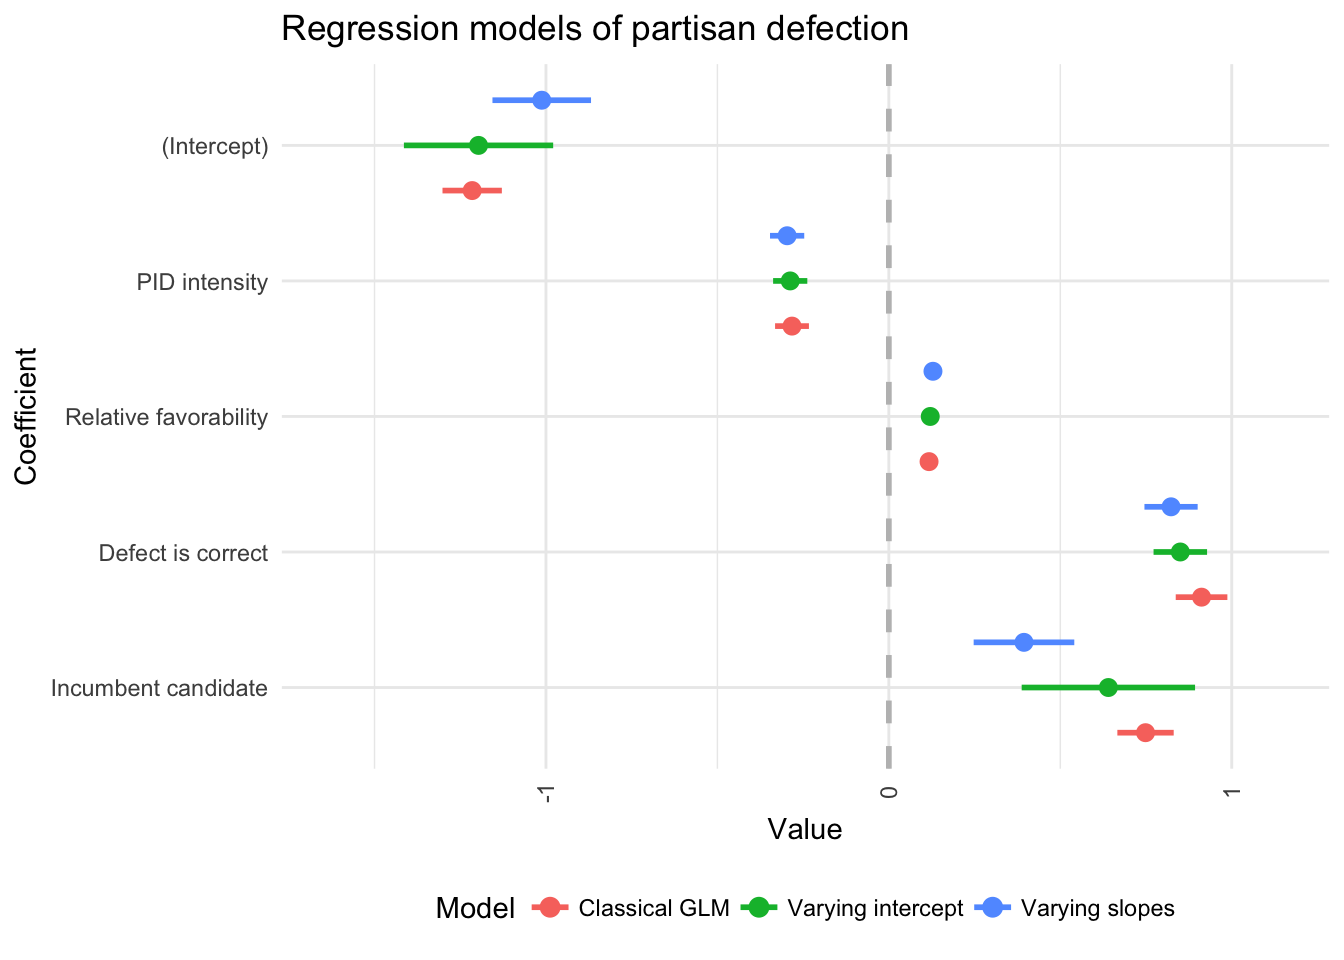 Regression models of partisan defection
(Intercept)
PID intensity
Relative favorability
Defect is correct
Incumbent candidate
Coefficient
-1 0 1
Value
Model Classical GLM Varying intercept Varying slopes